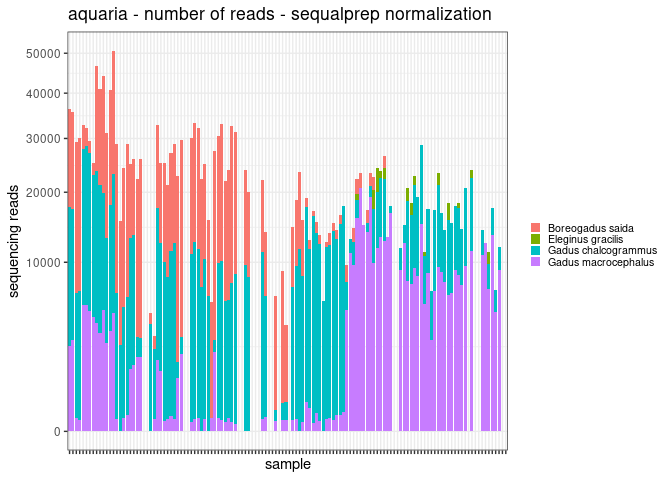 aquaria - number of reads - sequalprep normalization
50000
40000
30000
20000
10000
0
sequencing reads
sample
Boreogadus saida
Eleginus gracilis
Gadus chalcogrammus
Gadus macrocephalus